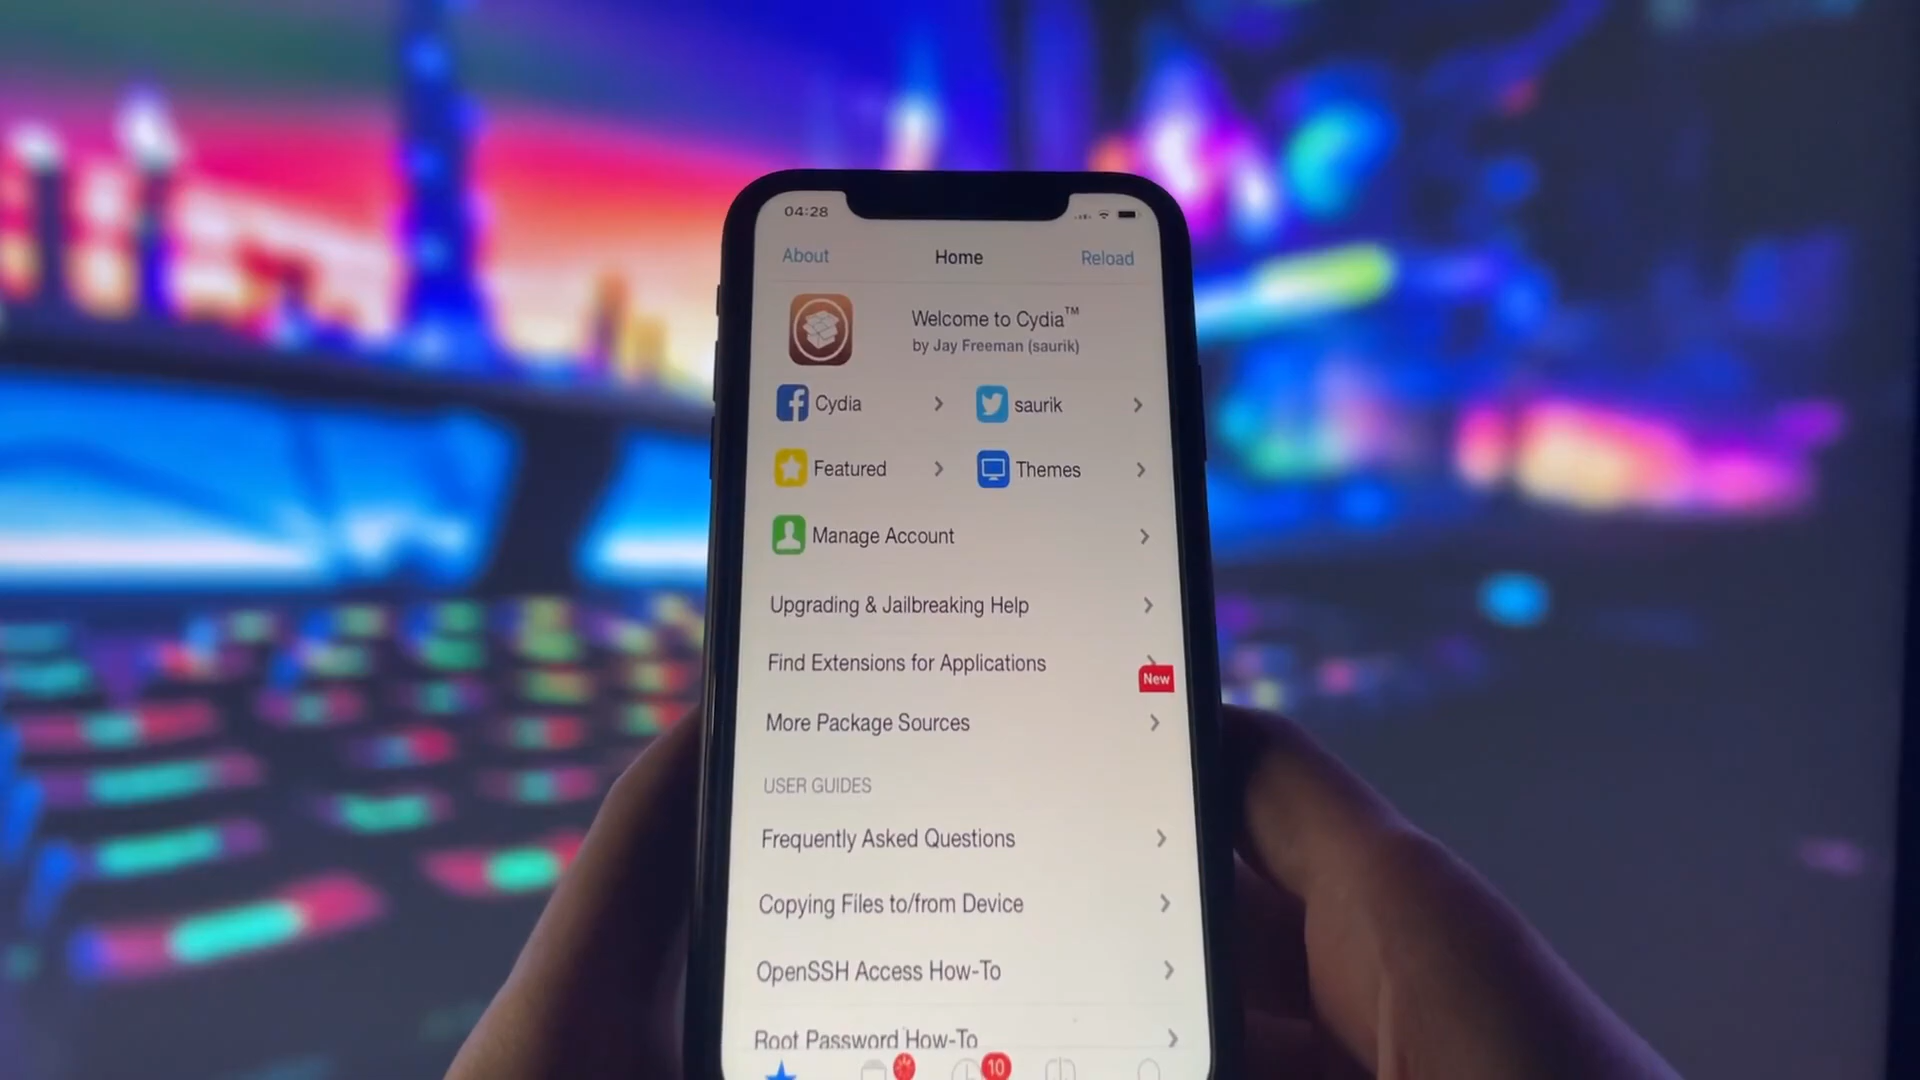 04:28
About Home Reload
Welcome to Cydia™
by Jay Freeman (saurik)
Cydia saurik
Featured Themes
Manage Account
Upgrading & Jailbreaking Help
Find Extensions for Applications
New
More Package Sources
USER GUIDES
Frequently Asked Questions
Copying Files to/from Device
OpenSSH Access How-To
Root Password How-To
10